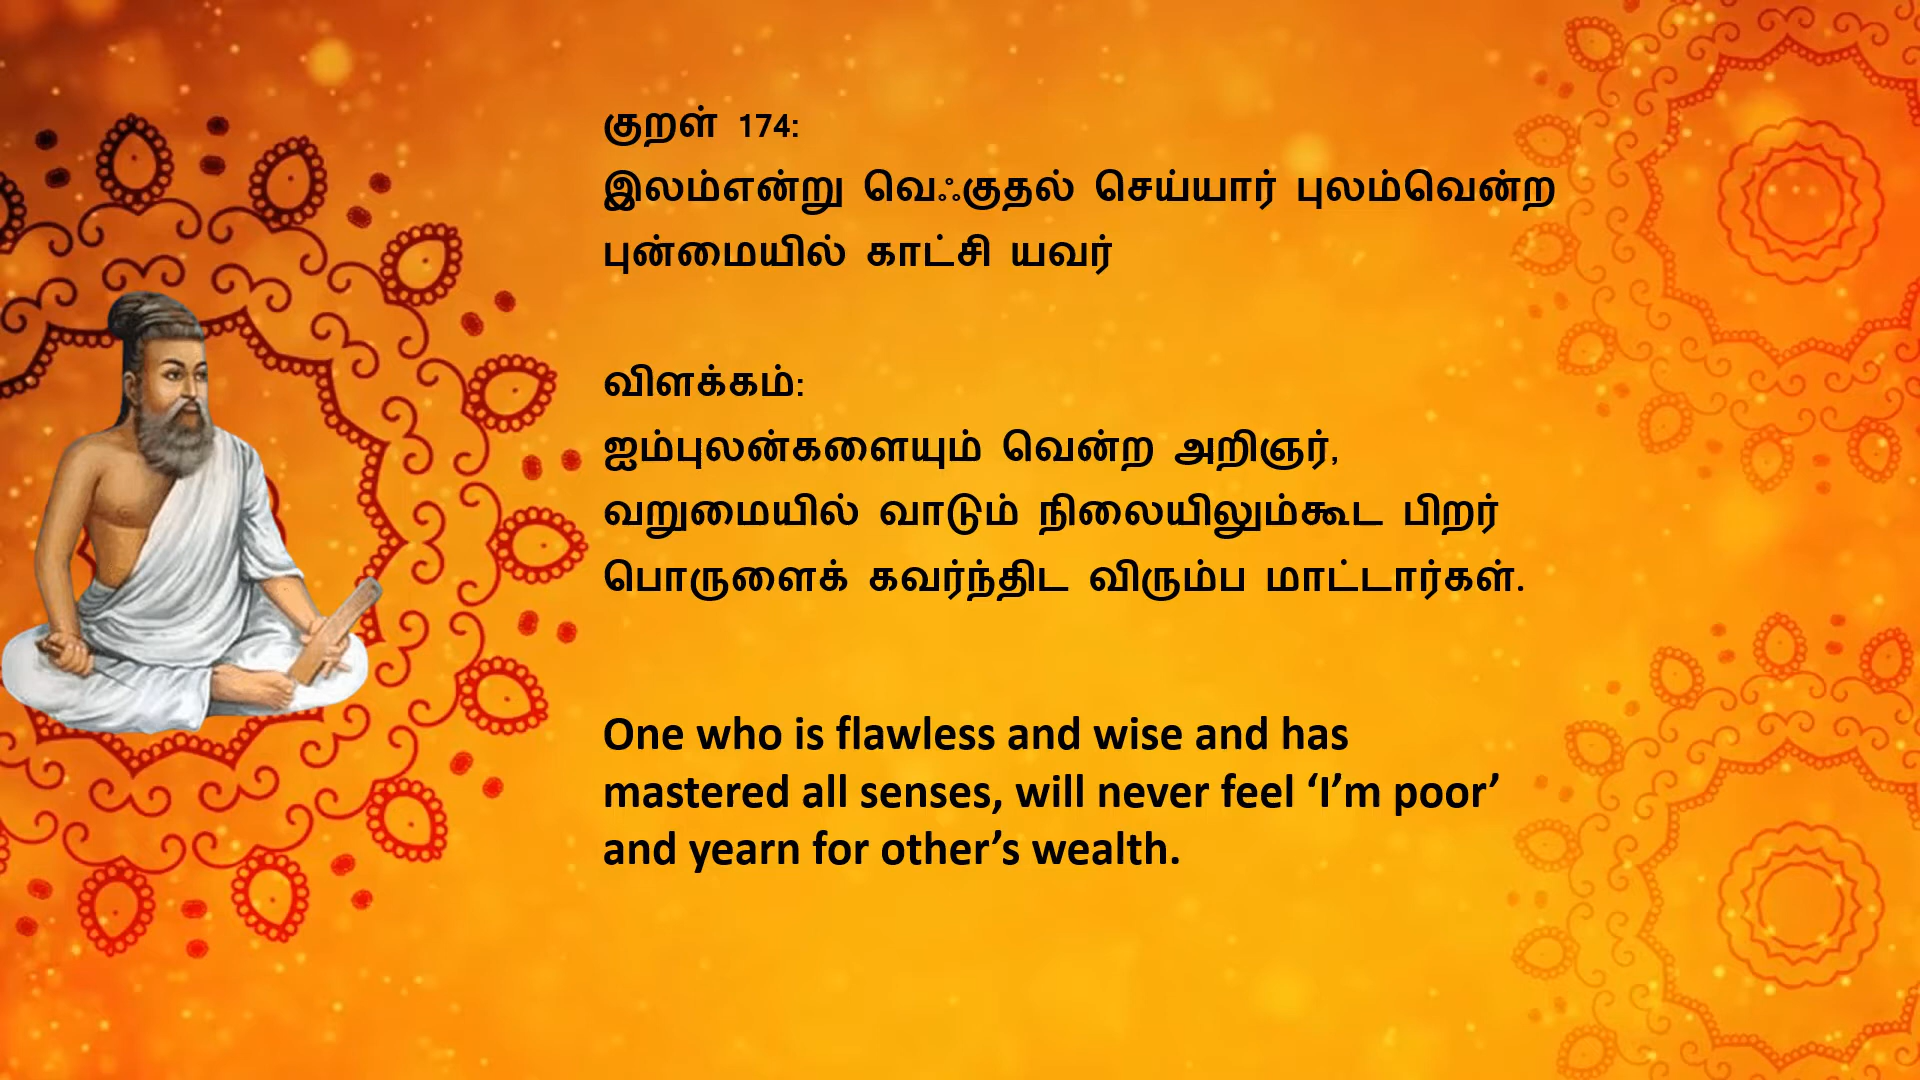 குறள் 174:
இலம்என்று வெஃகுதல் செய்யார் புலம்வென்ற
புன்மையில் காட்சி யவர்
விளக்கம்:
ஐம்புலன்களையும் வென்ற அறிஞர்,
வறுமையில் வாடும் நிலையிலும்கூட பிறர்
பொருளைக் கவர்ந்திட விரும்ப மாட்டார்கள்.
One who is flawless and wise and has
mastered all senses, will never feel ‘I’m poor’
and yearn for other’s wealth.